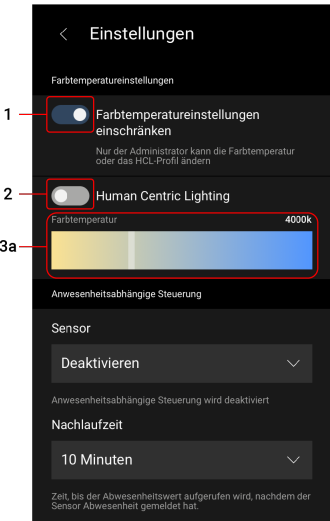 Einstellungen
Farbtemperatureinstellungen
1
Farbtemperatureinstellungen
einschränken
Nur der Administrator kann die Farbtemperatur
oder das HCL-Profil ändern
2
Human Centric Lighting
Farbtemperatur 4000k
3a
Anwesenheitsabhängige Steuerung
Sensor
Deaktivieren
Anwesenheitsabhängige Steuerung wird deaktiviert
Nachlaufzeit
10 Minuten
Zeit, bis der Abwesenheitswert aufgerufen wird, nachdem der
Sensor Abwesenheit gemeldet hat.